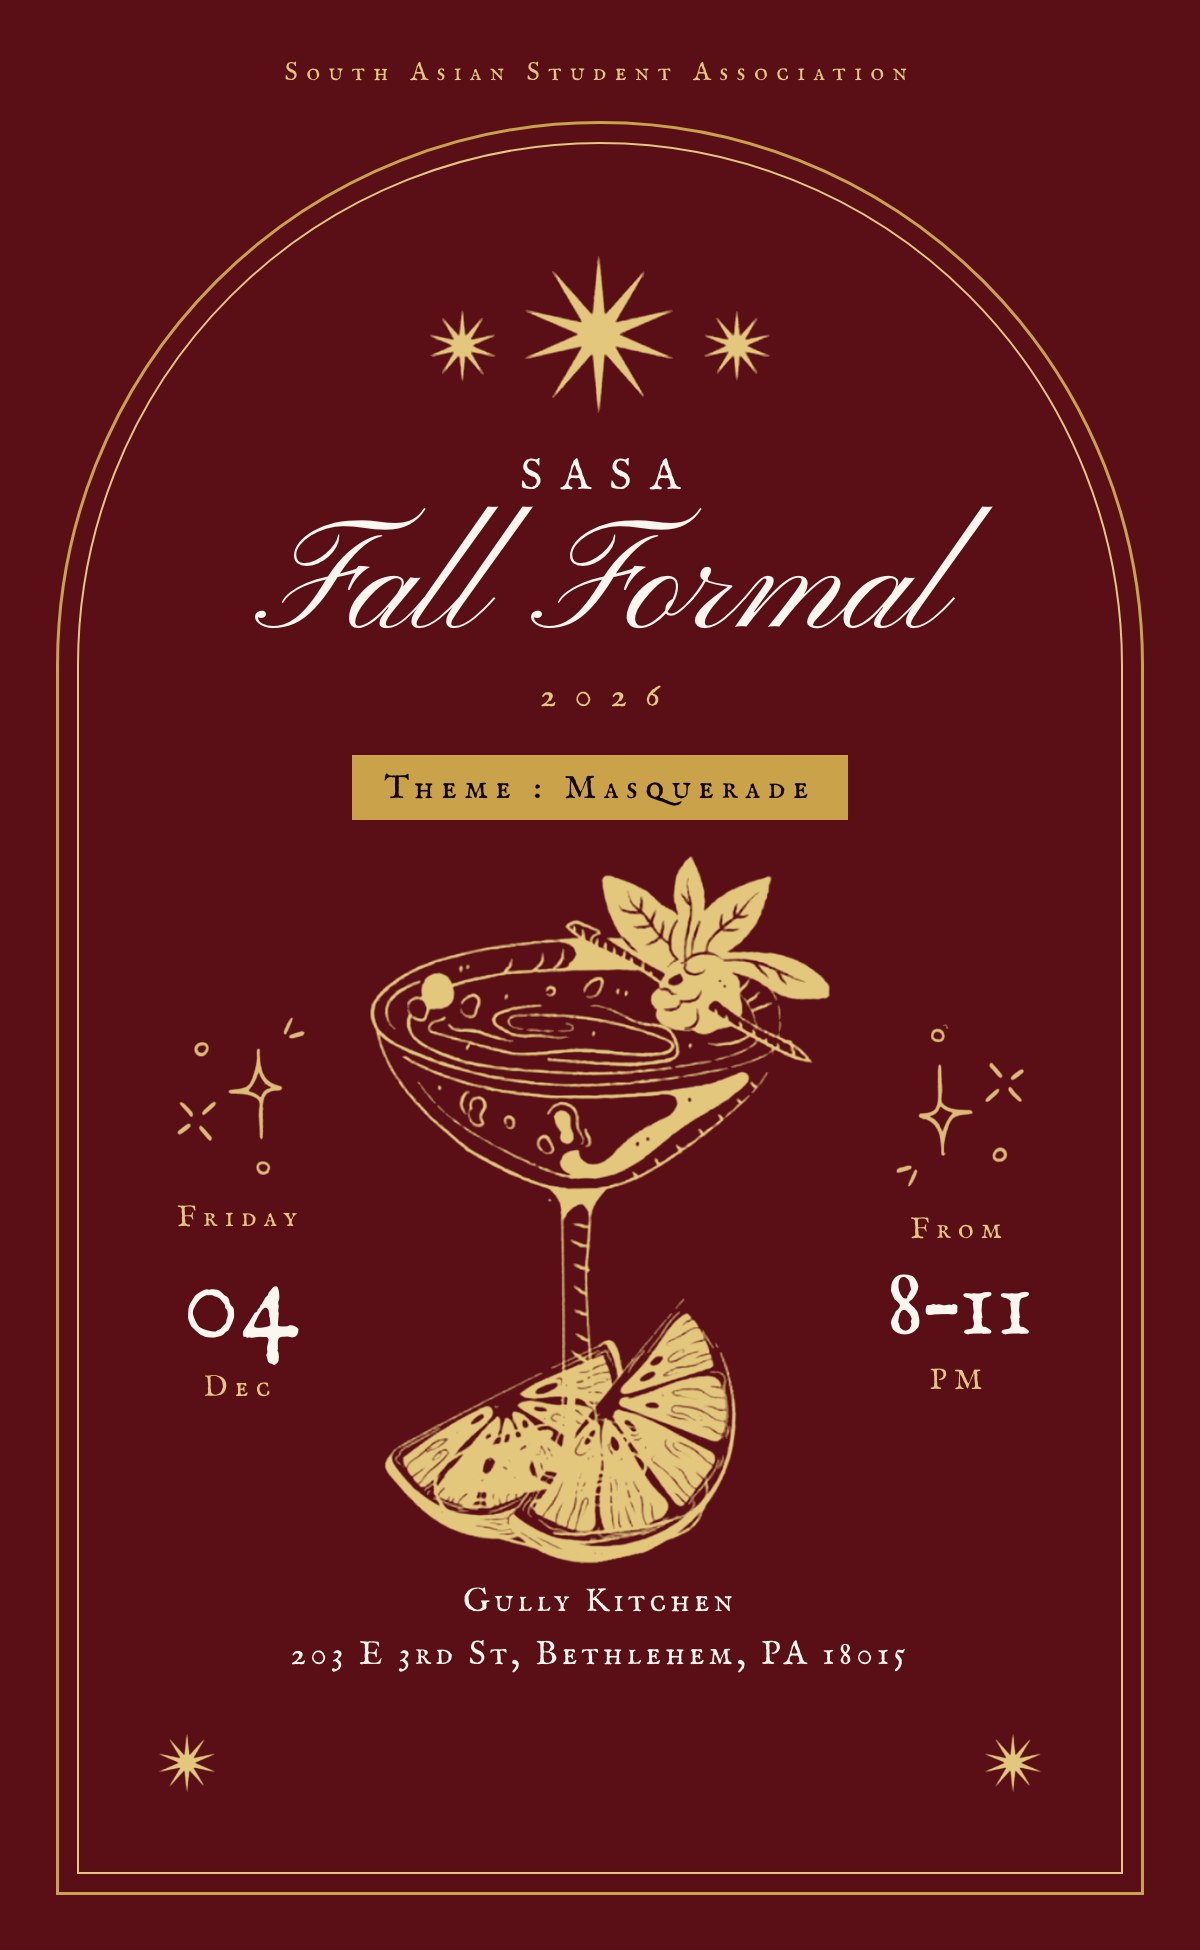 South Asian Student Association
SASA
Fall Formal
2026
Theme : Masquerade
Friday
04
Dec
From
8-11
PM
Gully Kitchen
203 E 3rd St, Bethlehem, PA 18015